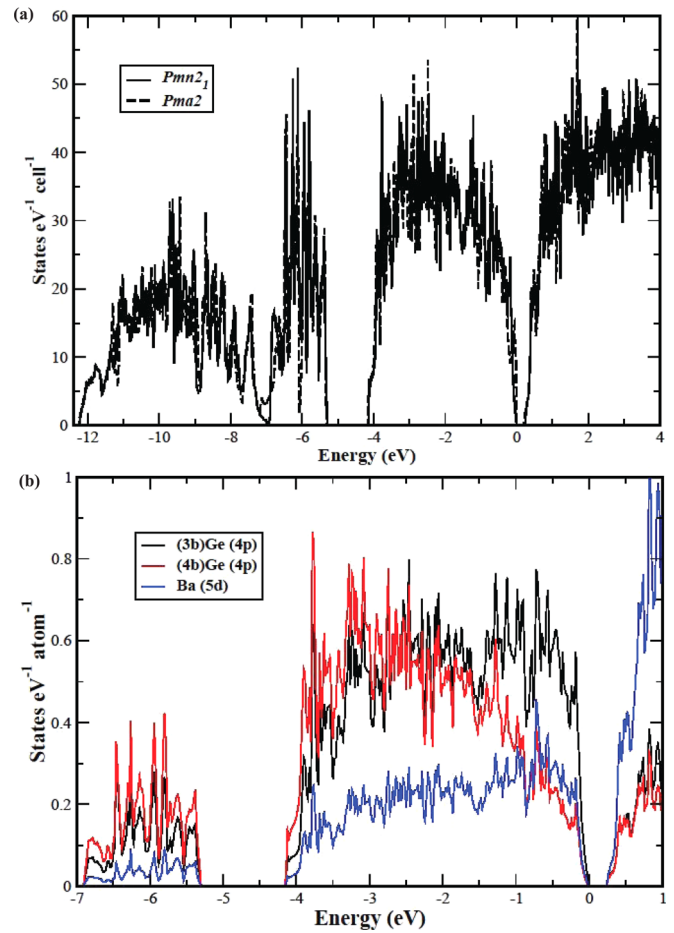 (a)
60
50
40
30
20
10
0
States eV⁻¹ cell⁻¹
Pmn2₁
Pma2
-12 -10 -8 -6 -4 -2 0 2 4
Energy (eV)
(b)
1
0.8
0.6
0.4
0.2
0
States eV⁻¹ atom⁻¹
(3b)Ge (4p)
(4b)Ge (4p)
Ba (5d)
-7 -6 -5 -4 -3 -2 -1 0 1
Energy (eV)